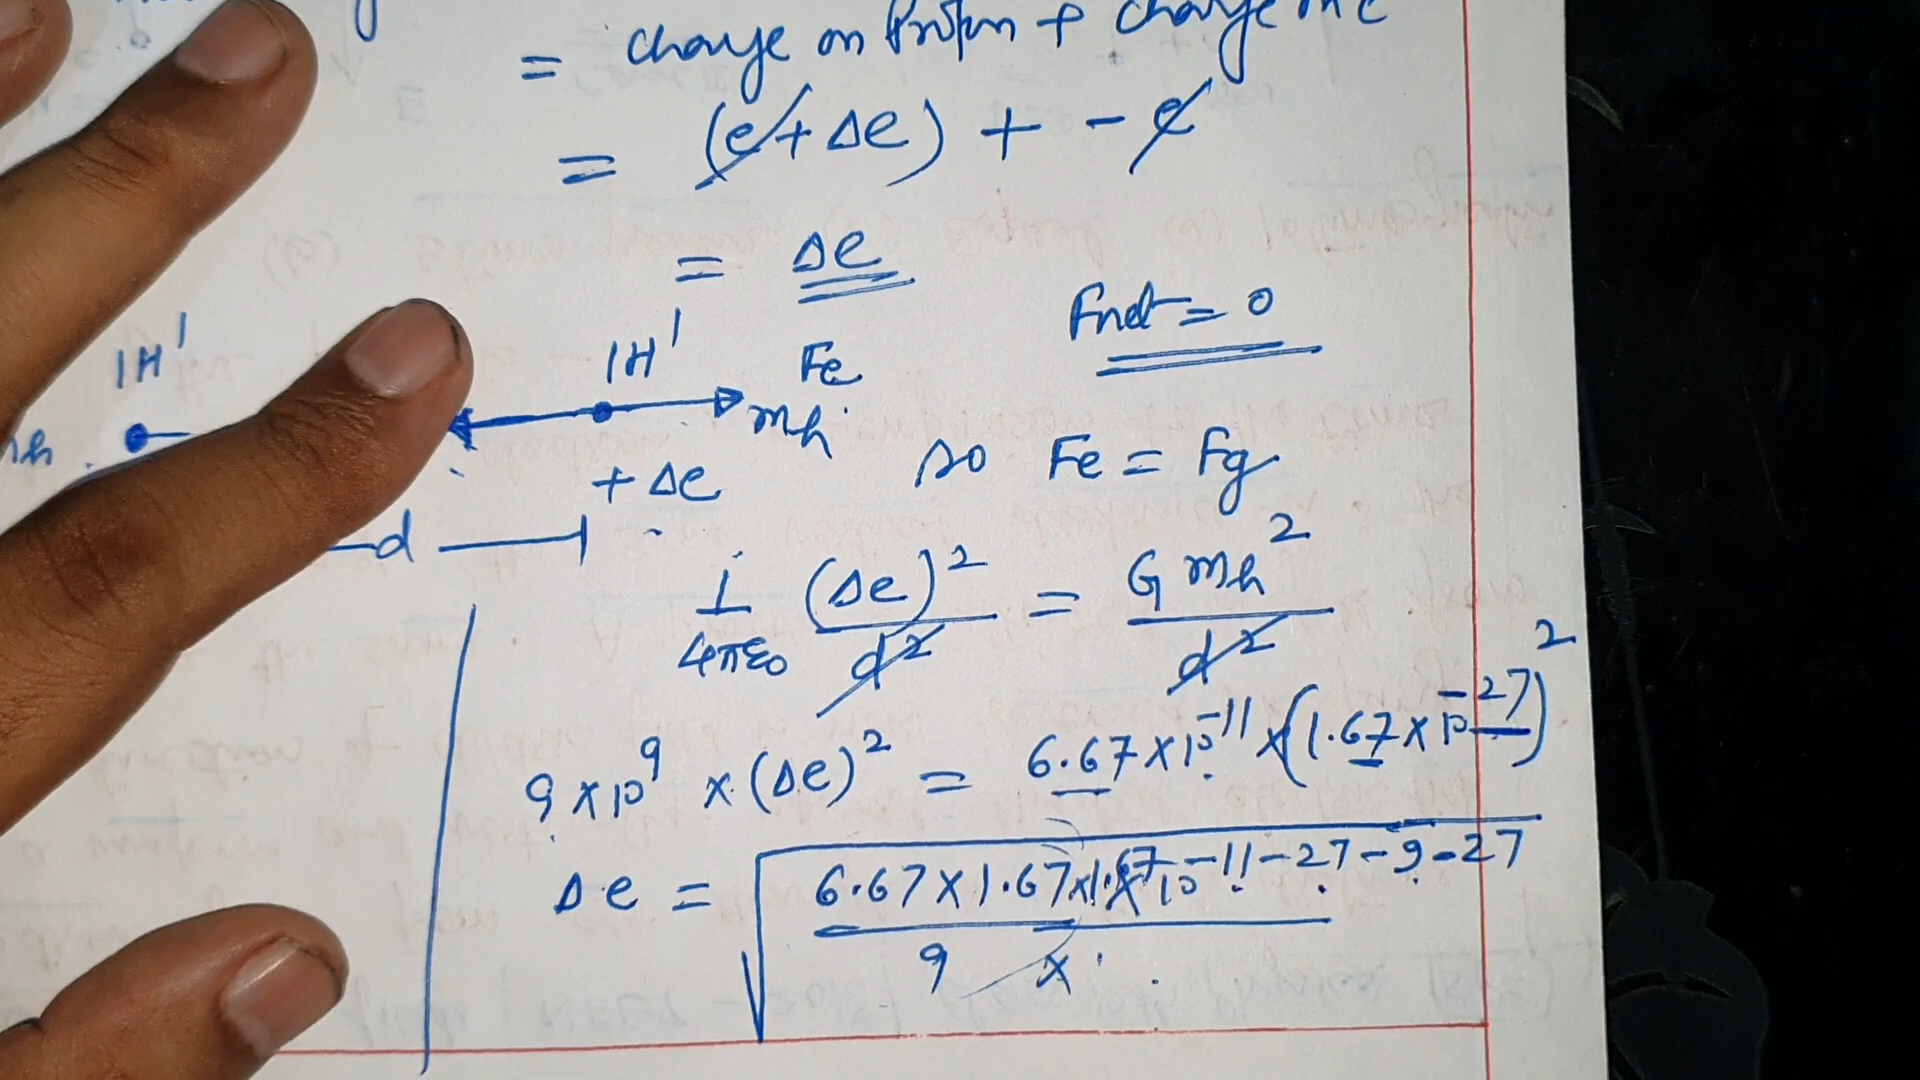 = charge on Proton + charge on e
= (e + Δe) + - e
= Δe
Fnet = 0
1H¹ 1H¹ Fe
mh
+ Δe
so Fe = Fg
d
1/4πε0 (Δe)²/d² = G mh²/d²
9 × 10⁹ × (Δe)² = 6.67 × 10⁻¹¹ × (1.67 × 10⁻²⁷)²
Δe = √(6.67 × 1.67 × 1.67 × 10⁻¹¹⁻²⁷⁻⁹⁻²⁷ / 9 ×